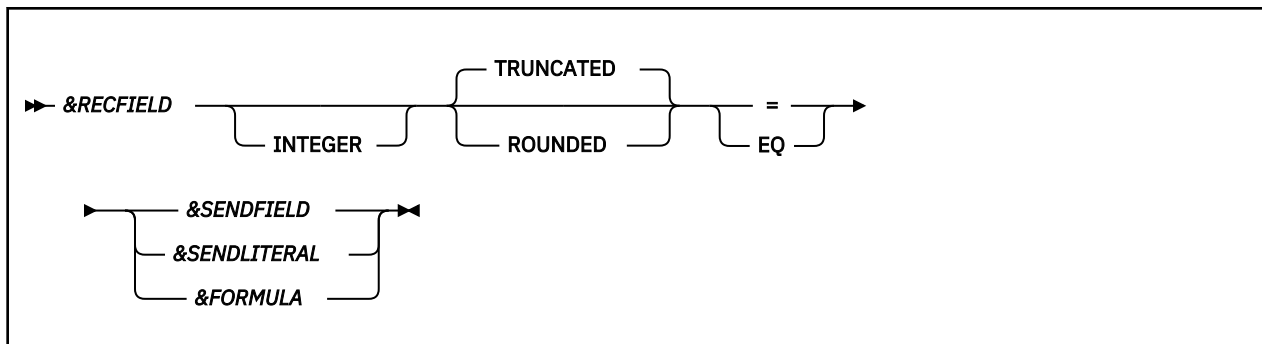 TRUNCATED
&RECFIELD =
INTEGER ROUNDED EQ
&SENDFIELD
&SENDLITERAL
&FORMULA